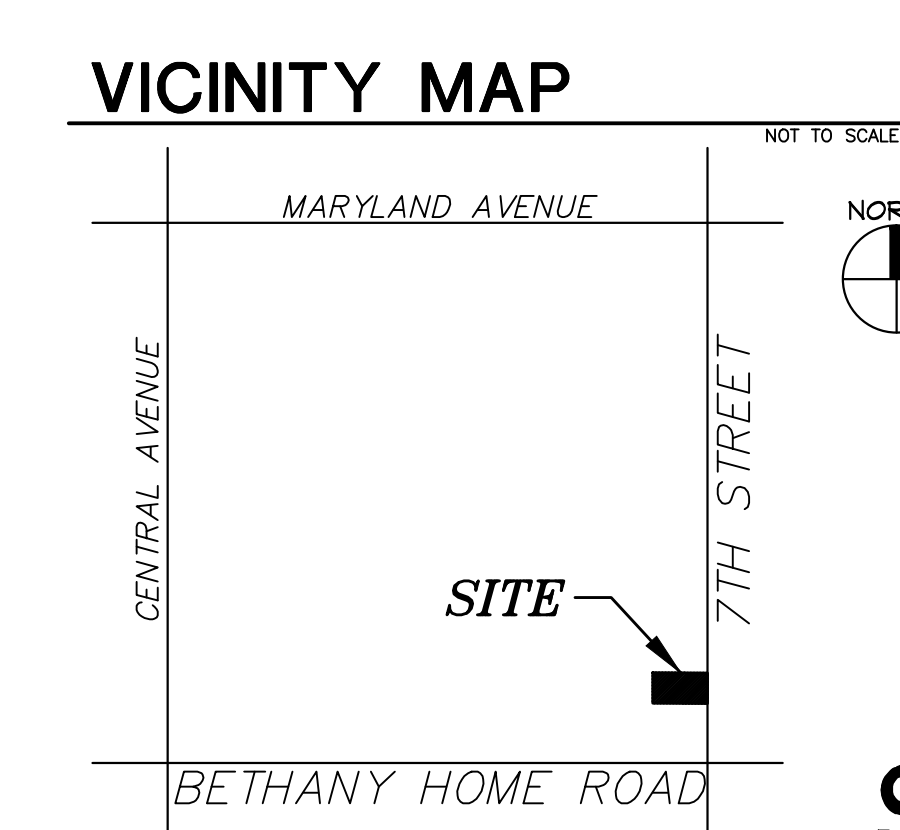 VICINITY MAP
NOT TO SCALE
MARYLAND AVENUE
CENTRAL AVENUE
7TH STREET
SITE
BETHANY HOME ROAD